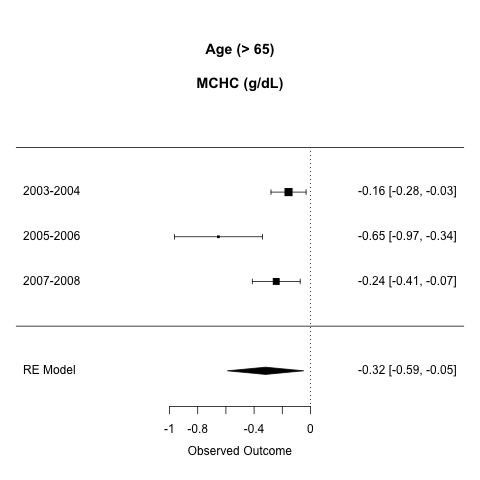 Age (> 65)
MCHC (g/dL)
2003-2004 -0.16 [-0.28, -0.03]
2005-2006 -0.65 [-0.97, -0.34]
2007-2008 -0.24 [-0.41, -0.07]
RE Model -0.32 [-0.59, -0.05]
-1 -0.8 -0.4 0
Observed Outcome